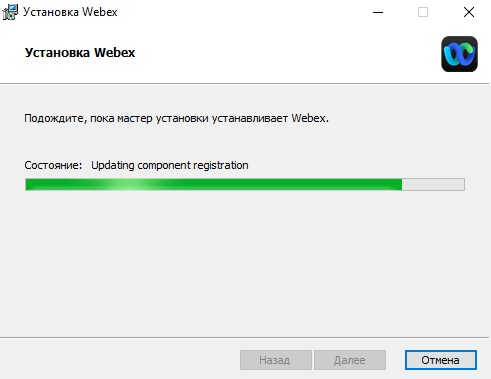 Установка Webex
Установка Webex
Подождите, пока мастер установки устанавливает Webex.
Состояние: Updating component registration
Назад Далее Отмена